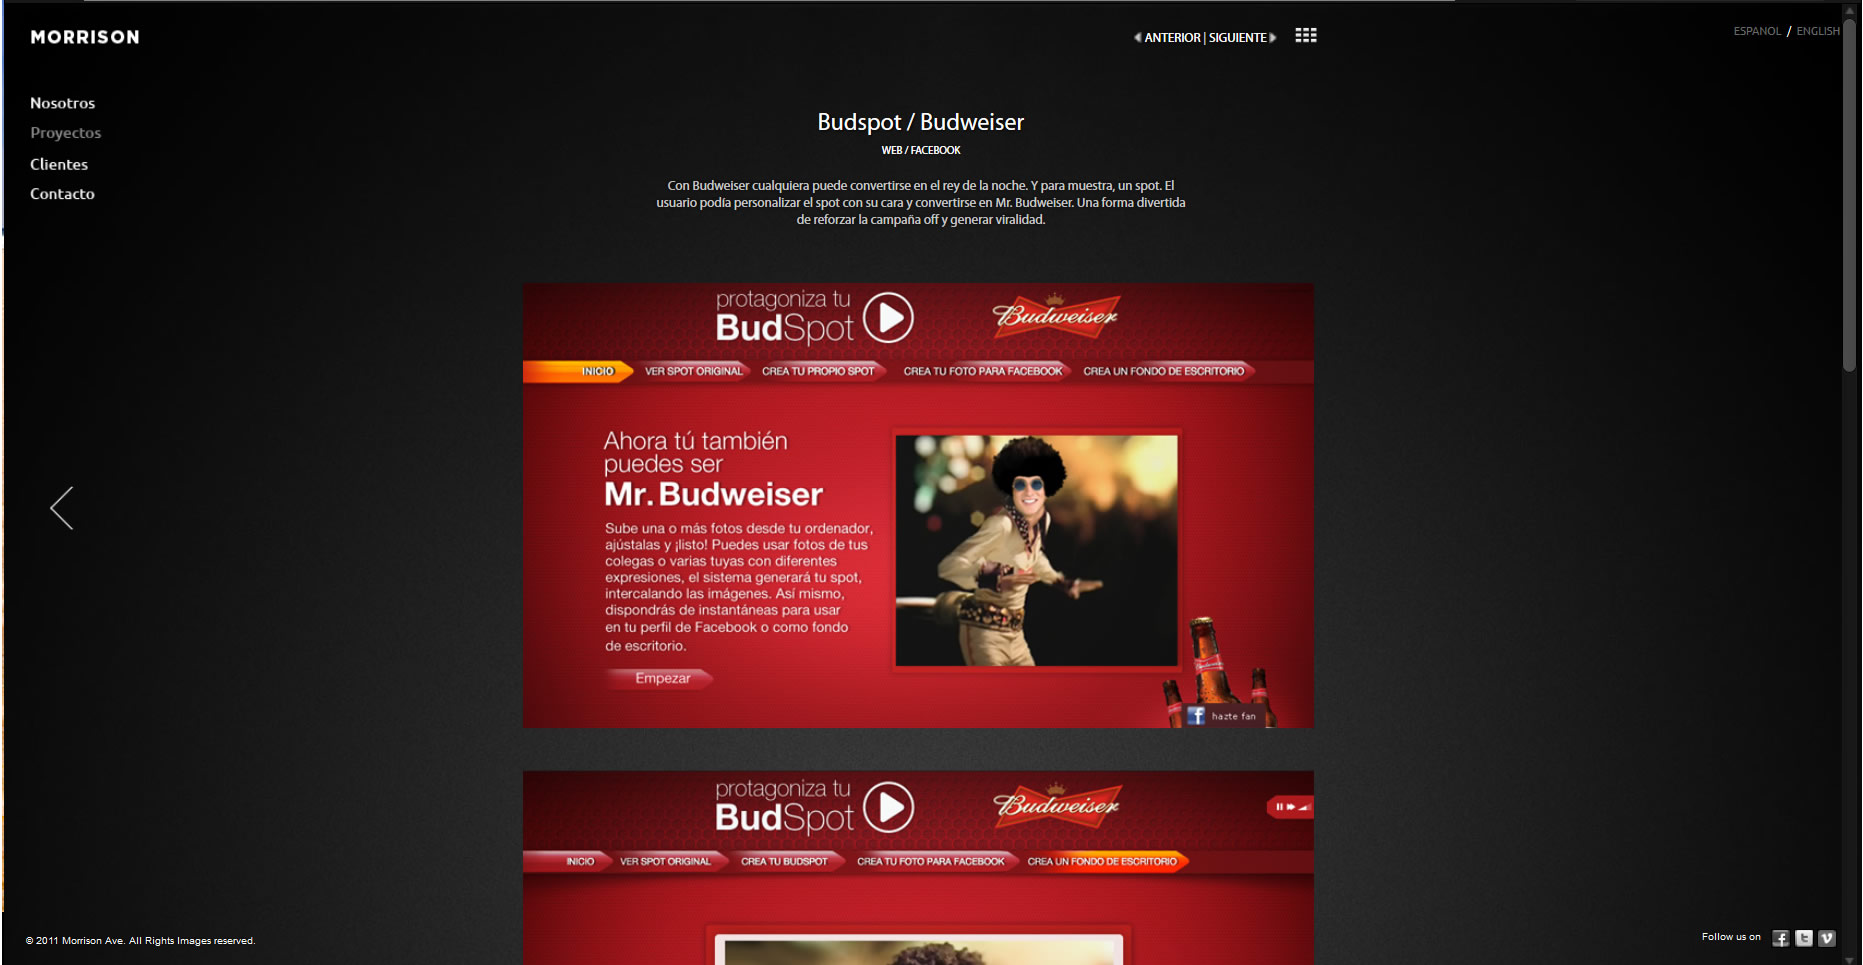 MORRISON
ANTERIOR | SIGUIENTE
ESPANOL / ENGLISH
Nosotros
Proyectos
Clientes
Contacto
Budspot / Budweiser
WEB / FACEBOOK
Con Budweiser cualquiera puede convertirse en el rey de la noche. Y para muestra, un spot. El
usuario podía personalizar el spot con su cara y convertirse en Mr. Budweiser. Una forma divertida
de reforzar la campaña off y generar viralidad.
protagoniza tu
BudSpot
Budweiser
INICIO
VER SPOT ORIGINAL
CREA TU PROPIO SPOT
CREA TU FOTO PARA FACEBOOK
CREA UN FONDO DE ESCRITORIO
Ahora tú también
puedes ser
Mr. Budweiser
Sube una o más fotos desde tu ordenador,
ajústalas y ¡listo! Puedes usar fotos de tus
colegas o varias tuyas con diferentes
expresiones, el sistema generará tu spot,
intercalando las imágenes. Así mismo,
dispondrás de instantáneas para usar
en tu perfil de Facebook o como fondo
de escritorio.
Empezar
hazte fan
protagoniza tu
BudSpot
Budweiser
INICIO
VER SPOT ORIGINAL
CREA TU BUDSPOT
CREA TU FOTO PARA FACEBOOK
CREA UN FONDO DE ESCRITORIO
© 2011 Morrison Ave. All Rights Images reserved.
Follow us on